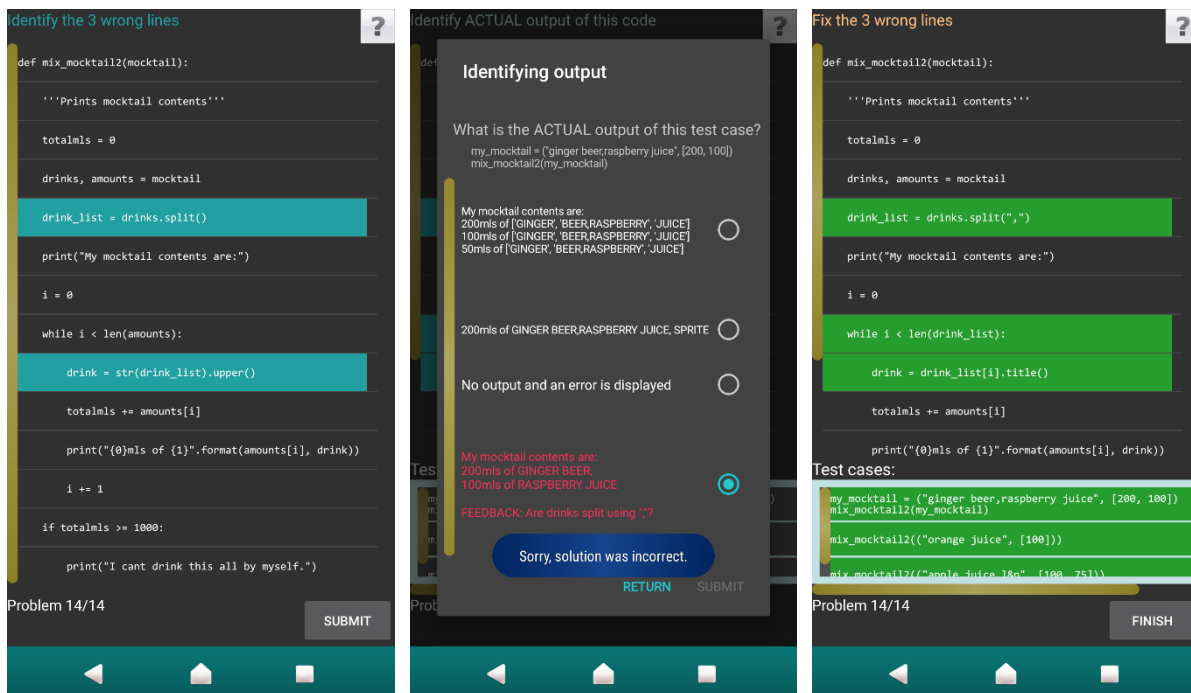 Identify the 3 wrong lines
?
def mix_mocktail2(mocktail):
'''Prints mocktail contents'''
totalmls = 0
drinks, amounts = mocktail
drink_list = drinks.split()
print("My mocktail contents are:")
i = 0
while i < len(amounts):
drink = str(drink_list).upper()
totalmls += amounts[i]
print("{0}mls of {1}".format(amounts[i], drink))
i += 1
if totalmls >= 1000:
print("I cant drink this all by myself.")
Problem 14/14
SUBMIT
Identify ACTUAL output of this code
?
def
Identifying output
What is the ACTUAL output of this test case?
my_mocktail = ("ginger beer,raspberry juice", [200, 100])
mix_mocktail2(my_mocktail)
My mocktail contents are:
200mls of ['GINGER', 'BEER,RASPBERRY', 'JUICE']
100mls of ['GINGER', 'BEER,RASPBERRY', 'JUICE']
50mls of ['GINGER', 'BEER,RASPBERRY', 'JUICE']
200mls of GINGER BEER,RASPBERRY JUICE, SPRITE
No output and an error is displayed
My mocktail contents are:
200mls of GINGER BEER,
100mls of RASPBERRY JUICE
FEEDBACK: Are drinks split using ","?
Sorry, solution was incorrect.
RETURN SUBMIT
Tes
Prob
Fix the 3 wrong lines
?
def mix_mocktail2(mocktail):
'''Prints mocktail contents'''
totalmls = 0
drinks, amounts = mocktail
drink_list = drinks.split(",")
print("My mocktail contents are:")
i = 0
while i < len(drink_list):
drink = drink_list[i].title()
totalmls += amounts[i]
print("{0}mls of {1}".format(amounts[i], drink))
Test cases:
my_mocktail = ("ginger beer,raspberry juice", [200, 100])
mix_mocktail2(my_mocktail)
mix_mocktail2(("orange juice", [100]))
mix_mocktail2(("apple juice l&p", [100, 75]))
Problem 14/14
FINISH